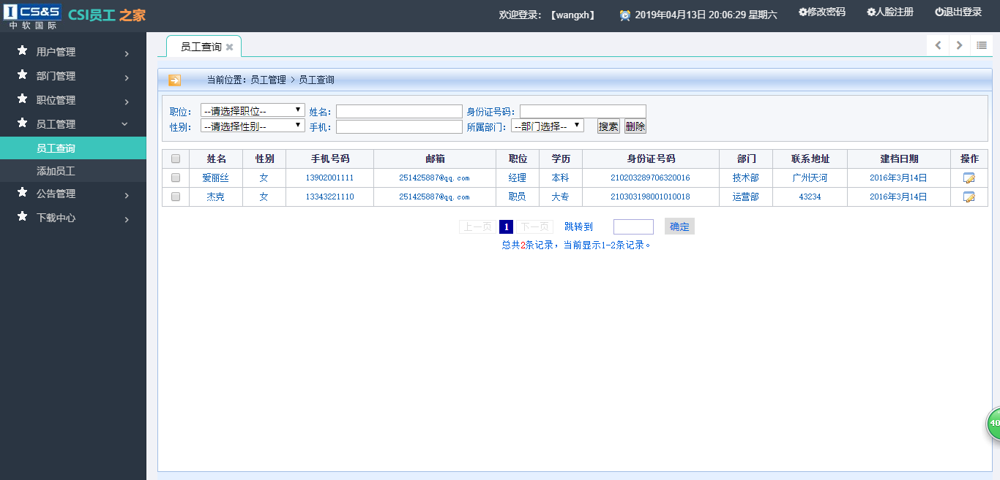 CS&S
中软国际
CSI员工 之家
欢迎登录: 【wangxh】
2019年04月13日 20:06:29 星期六
修改密码
人脸注册
退出登录
用户管理
部门管理
职位管理
员工管理
员工查询
添加员工
公告管理
下载中心
员工查询
当前位置: 员工管理 > 员工查询
职位: --请选择职位-- 姓名: 身份证号码:
性别: --请选择性别-- 手机: 所属部门: --部门选择-- 搜索 删除
姓名 性别 手机号码 邮箱 职位 学历 身份证号码 部门 联系地址 建档日期 操作
爱丽丝 女 13902001111 251425887@qq.com 经理 本科 210203289706320016 技术部 广州天河 2016年3月14日
杰克 女 13343221110 251425887@qq.com 职员 大专 210303198001010018 运营部 43234 2016年3月14日
上一页 1 下一页 跳转到 确定
总共2条记录，当前显示1-2条记录。
40